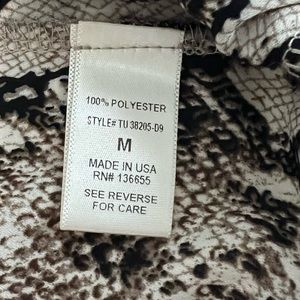 100% POLYESTER
STYLE# TU 38205-D9
M
MADE IN USA
RN# 136655
SEE REVERSE
FOR CARE